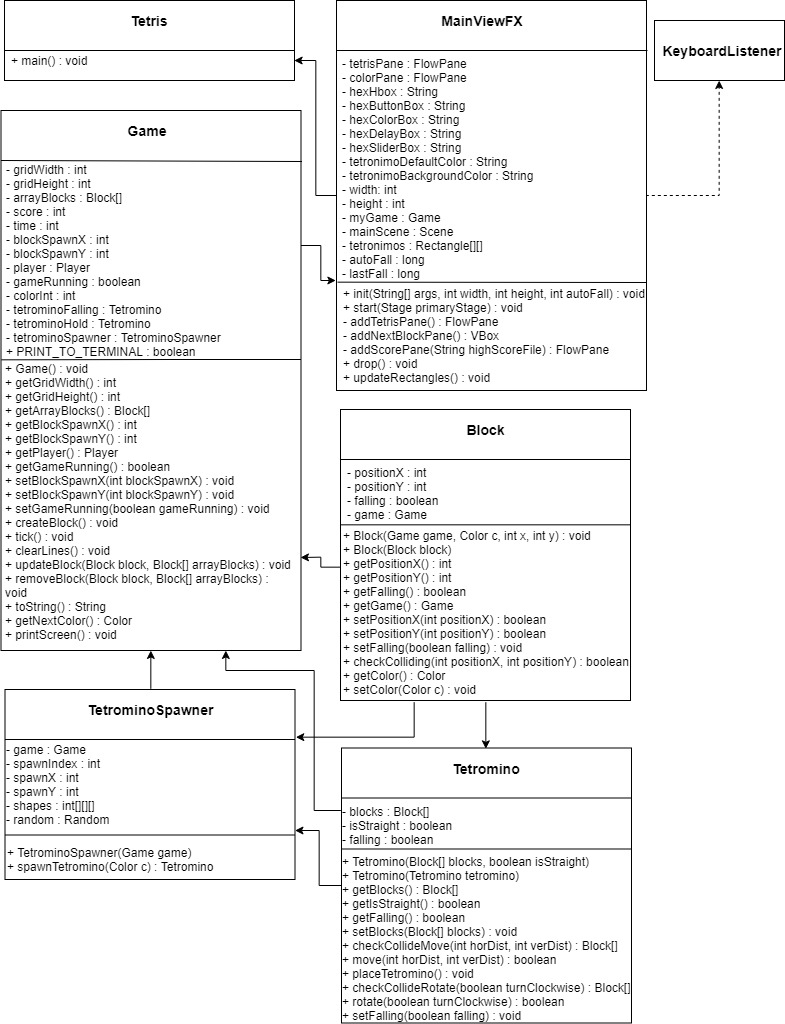 Tetris
+ main() : void
MainViewFX
- tetrisPane : FlowPane
- colorPane : FlowPane
- hexHbox : String
- hexButtonBox : String
- hexColorBox : String
- hexDelayBox : String
- hexSliderBox : String
- tetronimoDefaultColor : String
- tetronimoBackgroundColor : String
- width: int
- height : int
- myGame : Game
- mainScene : Scene
- tetronimos : Rectangle[][]
- autoFall : long
- lastFall : long
+ init(String[] args, int width, int height, int autoFall) : void
+ start(Stage primaryStage) : void
- addTetrisPane() : FlowPane
- addNextBlockPane() : VBox
- addScorePane(String highScoreFile) : FlowPane
+ drop() : void
+ updateRectangles() : void
KeyboardListener
Game
- gridWidth : int
- gridHeight : int
- arrayBlocks : Block[]
- score : int
- time : int
- blockSpawnX : int
- blockSpawnY : int
- player : Player
- gameRunning : boolean
- colorInt : int
- tetrominoFalling : Tetromino
- tetrominoHold : Tetromino
- tetrominoSpawner : TetrominoSpawner
+ PRINT_TO_TERMINAL : boolean
+ Game() : void
+ getGridWidth() : int
+ getGridHeight() : int
+ getArrayBlocks() : Block[]
+ getBlockSpawnX() : int
+ getBlockSpawnY() : int
+ getPlayer() : Player
+ getGameRunning() : boolean
+ setBlockSpawnX(int blockSpawnX) : void
+ setBlockSpawnY(int blockSpawnY) : void
+ setGameRunning(boolean gameRunning) : void
+ createBlock() : void
+ tick() : void
+ clearLines() : void
+ updateBlock(Block block, Block[] arrayBlocks) : void
+ removeBlock(Block block, Block[] arrayBlocks) :
void
+ toString() : String
+ getNextColor() : Color
+ printScreen() : void
Block
- positionX : int
- positionY : int
- falling : boolean
- game : Game
+ Block(Game game, Color c, int x, int y) : void
+ Block(Block block)
+ getPositionX() : int
+ getPositionY() : int
+ getFalling() : boolean
+ getGame() : Game
+ setPositionX(int positionX) : boolean
+ setPositionY(int positionY) : boolean
+ setFalling(boolean falling) : void
+ checkColliding(int positionX, int positionY) : boolean
+ getColor() : Color
+ setColor(Color c) : void
TetrominoSpawner
- game : Game
- spawnIndex : int
- spawnX : int
- spawnY : int
- shapes : int[][][]
- random : Random
+ TetrominoSpawner(Game game)
+ spawnTetromino(Color c) : Tetromino
Tetromino
- blocks : Block[]
- isStraight : boolean
- falling : boolean
+ Tetromino(Block[] blocks, boolean isStraight)
+ Tetromino(Tetromino tetromino)
+ getBlocks() : Block[]
+ getIsStraight() : boolean
+ getFalling() : boolean
+ setBlocks(Block[] blocks) : void
+ checkCollideMove(int horDist, int verDist) : Block[]
+ move(int horDist, int verDist) : boolean
+ placeTetromino() : void
+ checkCollideRotate(boolean turnClockwise) : Block[]
+ rotate(boolean turnClockwise) : boolean
+ setFalling(boolean falling) : void